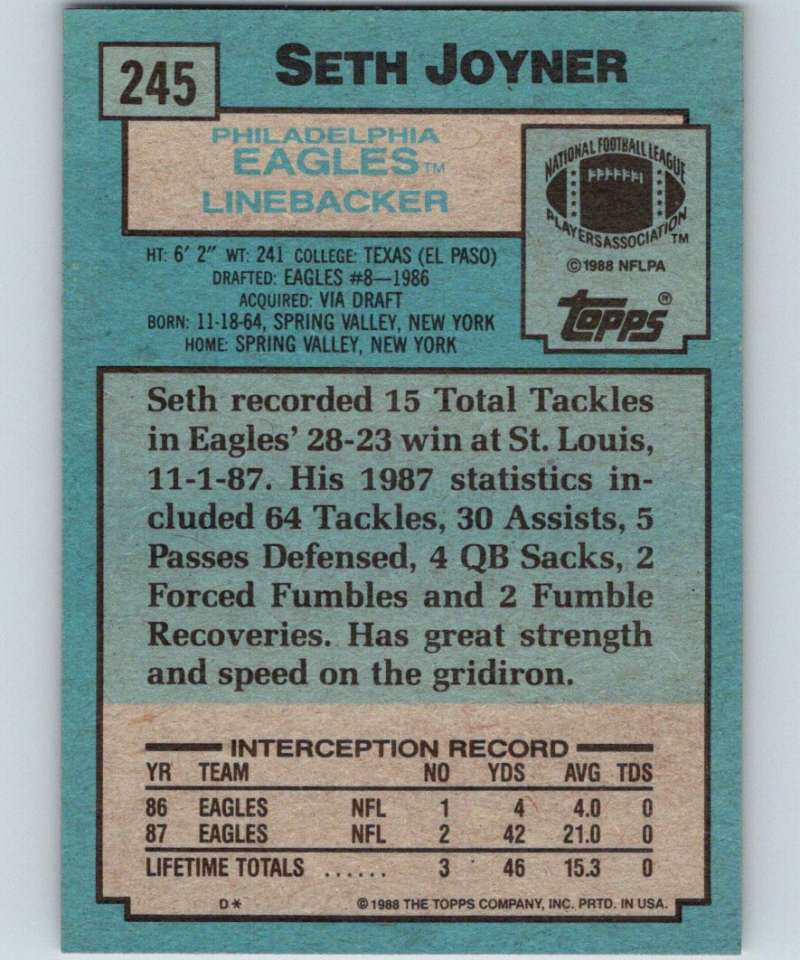 245
SETH JOYNER
PHILADELPHIA
EAGLES™
LINEBACKER
NATIONAL FOOTBALL LEAGUE
PLAYERS ASSOCIATION™
©1988 NFLPA
topps®
HT: 6' 2" WT: 241 COLLEGE: TEXAS (EL PASO)
DRAFTED: EAGLES #8—1986
ACQUIRED: VIA DRAFT
BORN: 11-18-64, SPRING VALLEY, NEW YORK
HOME: SPRING VALLEY, NEW YORK
Seth recorded 15 Total Tackles
in Eagles' 28-23 win at St. Louis,
11-1-87. His 1987 statistics in-
cluded 64 Tackles, 30 Assists, 5
Passes Defensed, 4 QB Sacks, 2
Forced Fumbles and 2 Fumble
Recoveries. Has great strength
and speed on the gridiron.
INTERCEPTION RECORD
YR TEAM NO YDS AVG TDS
86 EAGLES NFL 1 4 4.0 0
87 EAGLES NFL 2 42 21.0 0
LIFETIME TOTALS ...... 3 46 15.3 0
D* ©1988 THE TOPPS COMPANY, INC. PRTD. IN USA.